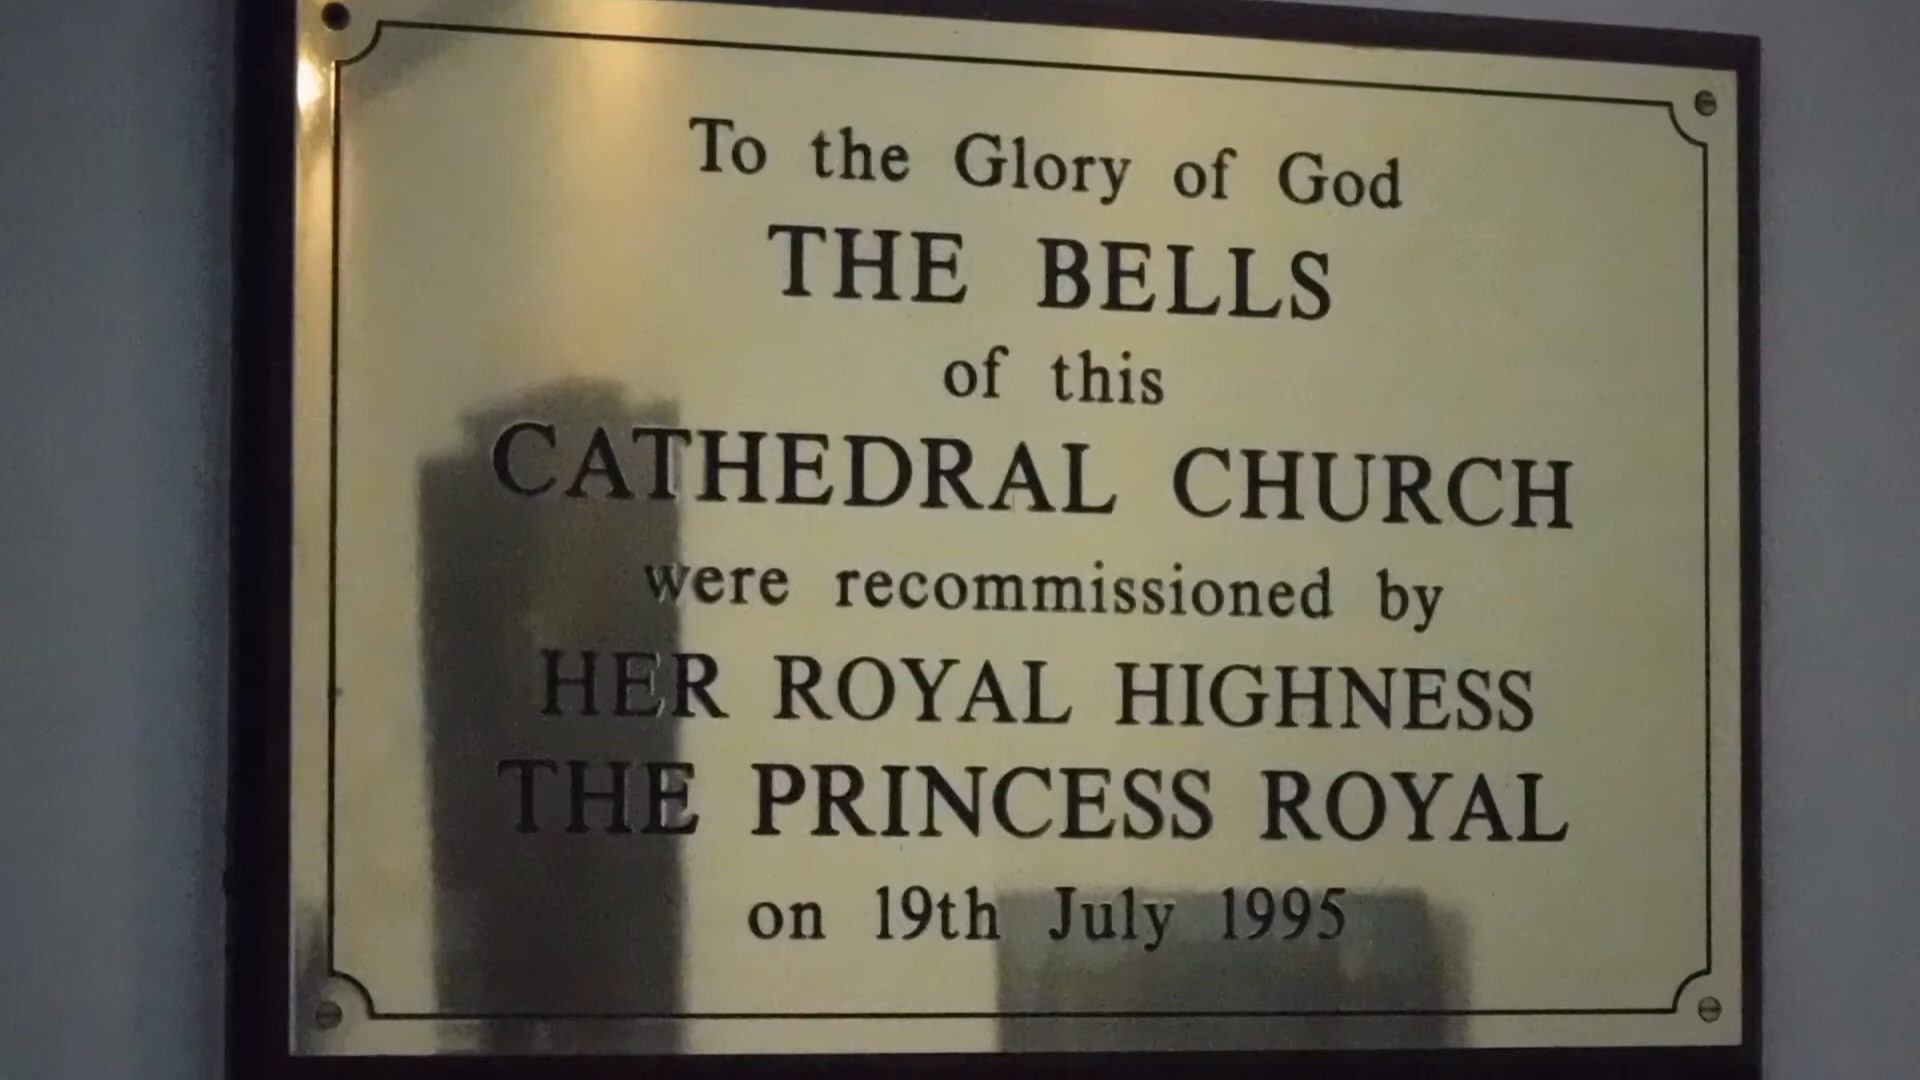 To the Glory of God
THE BELLS
of this
CATHEDRAL CHURCH
were recommissioned by
HER ROYAL HIGHNESS
THE PRINCESS ROYAL
on 19th July 1995